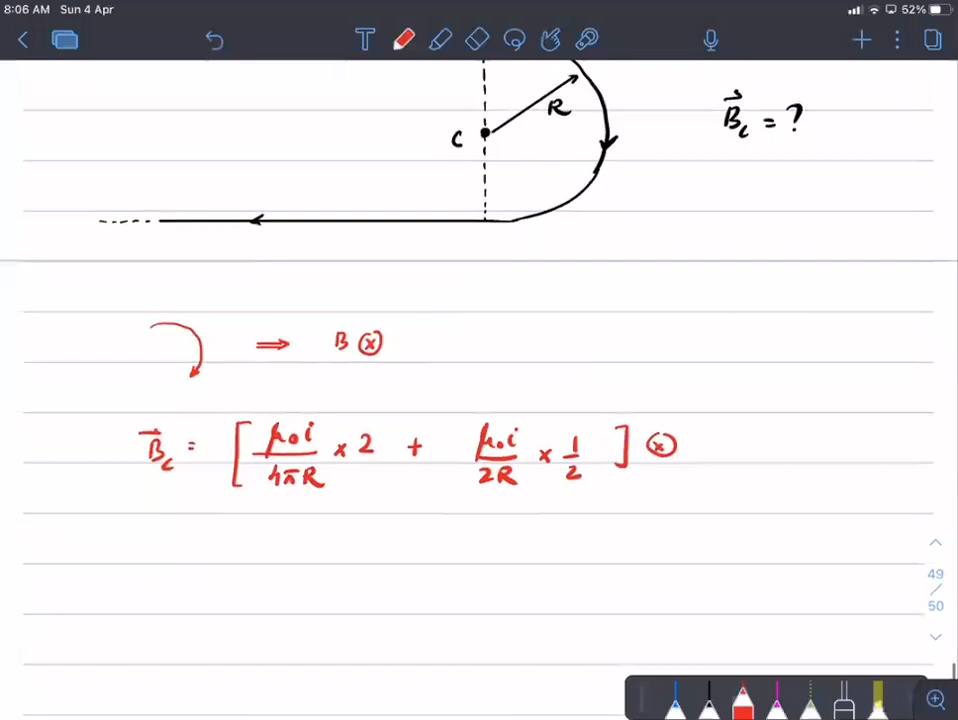 8:06 AM Sun 4 Apr 52%
T
R
C
B⃗c = ?
⇒ B ⊗
B⃗c = [ μ₀i/4πR × 2 + μ₀i/2R × 1/2 ] ⊗
49
/
50